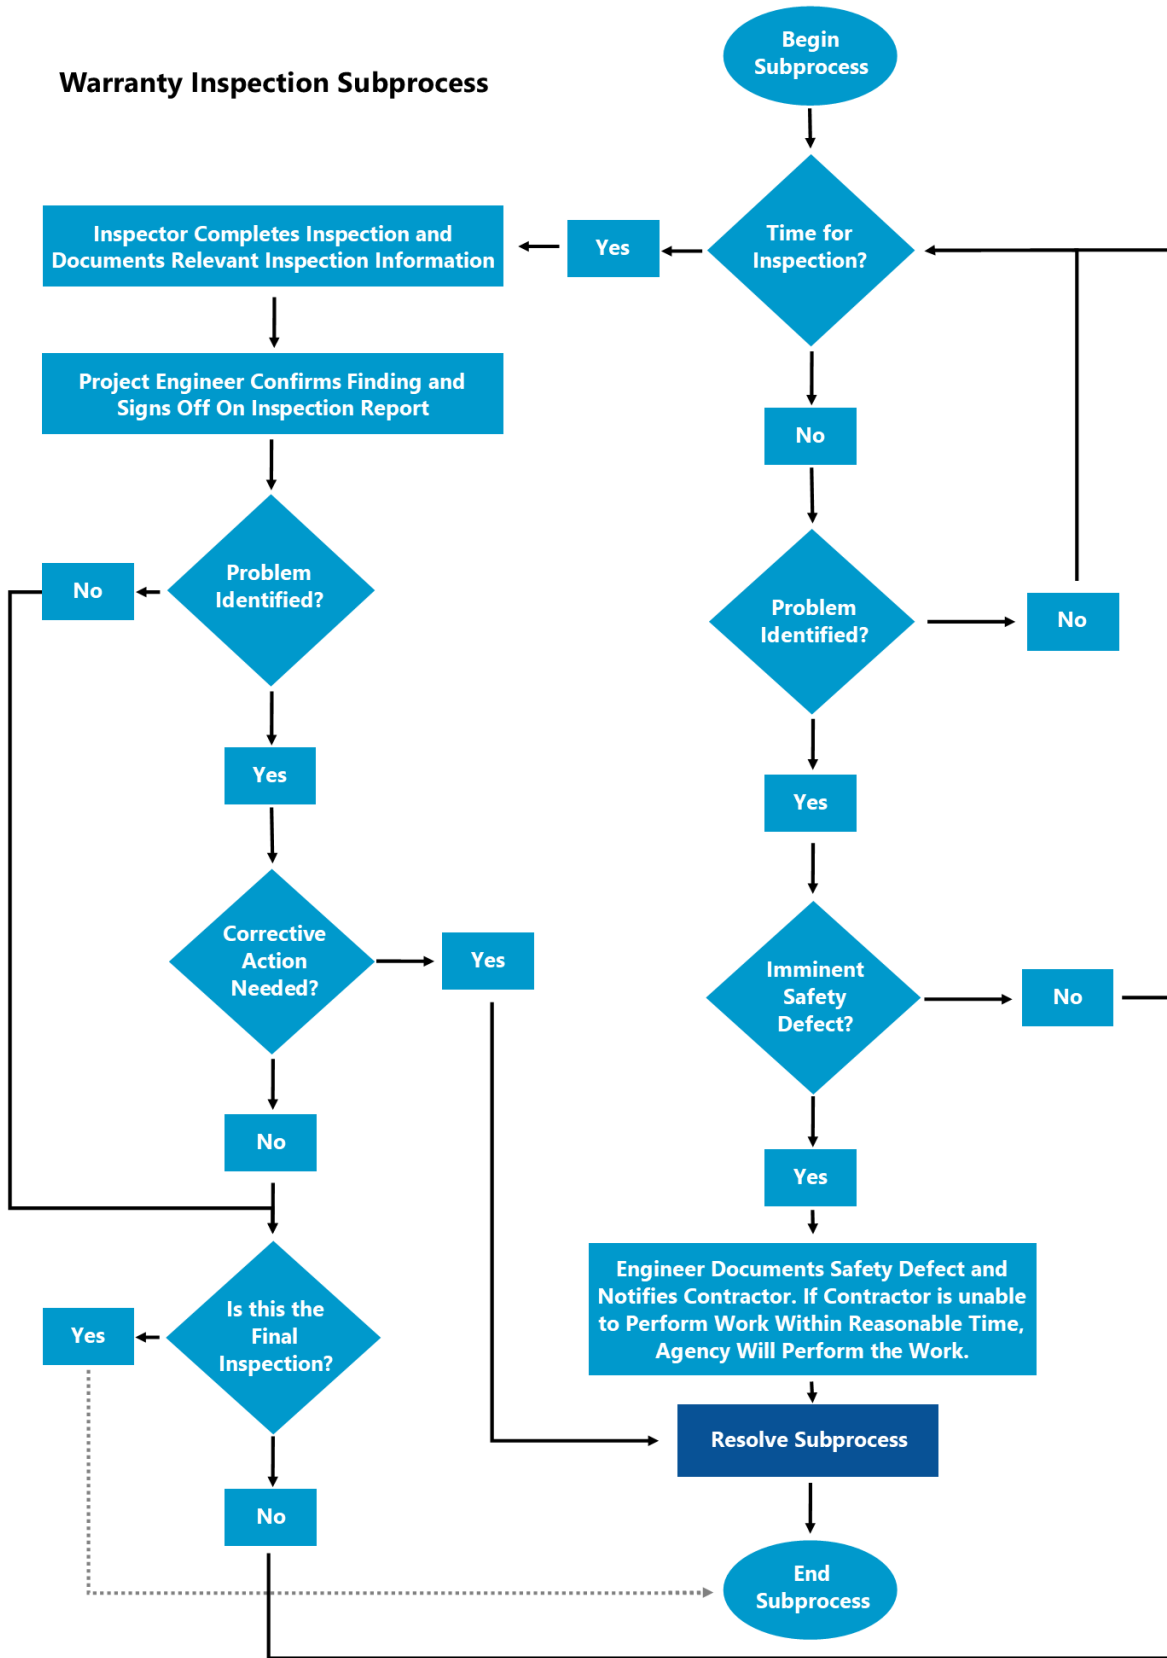 Warranty Inspection Subprocess
Begin
Subprocess
Time for
Inspection?
Yes
Inspector Completes Inspection and
Documents Relevant Inspection Information
Project Engineer Confirms Finding and
Signs Off On Inspection Report
No
Problem
Identified?
No
Yes
Corrective
Action
Needed?
Yes
No
Is this the
Final
Inspection?
Yes
No
Problem
Identified?
No
Yes
Imminent
Safety
Defect?
No
Yes
Engineer Documents Safety Defect and
Notifies Contractor. If Contractor is unable
to Perform Work Within Reasonable Time,
Agency Will Perform the Work.
Resolve Subprocess
End
Subprocess